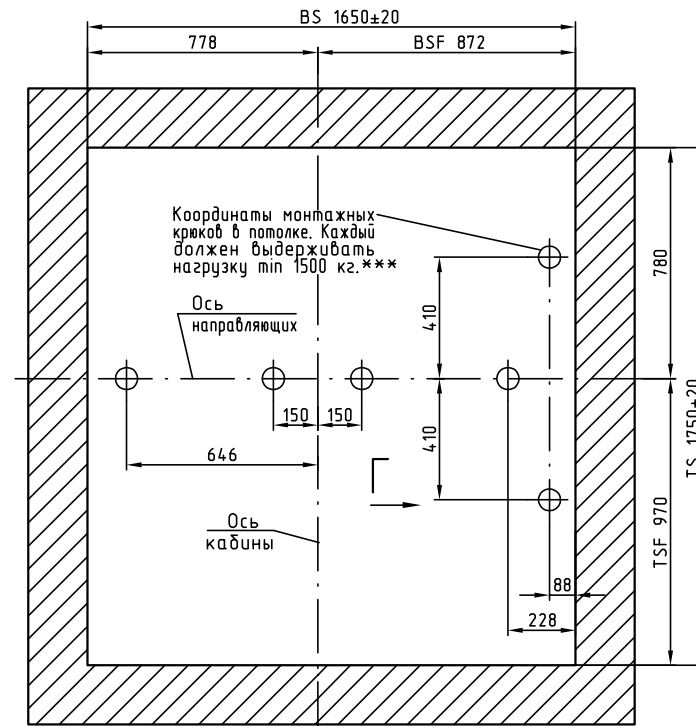 BS 1650±20
778
BSF 872
Координаты монтажных
крюков в потолке. Каждый
должен выдерживать
нагрузку min 1500 кг.***
780
410
Ось
направляющих
150
150
TS 1750±20
646
410
Г
Ось
кабины
TSF 970
88
228